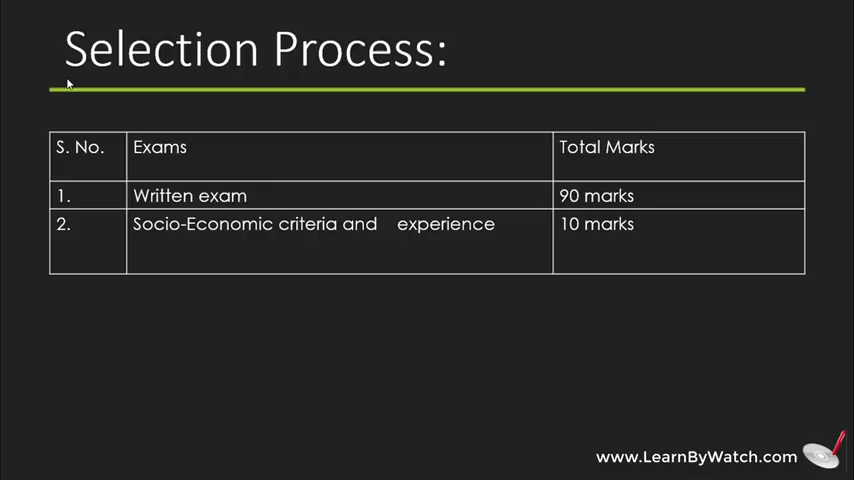 Selection Process:
S. No. Exams Total Marks
1. Written exam 90 marks
2. Socio-Economic criteria and experience 10 marks
www.LearnByWatch.com